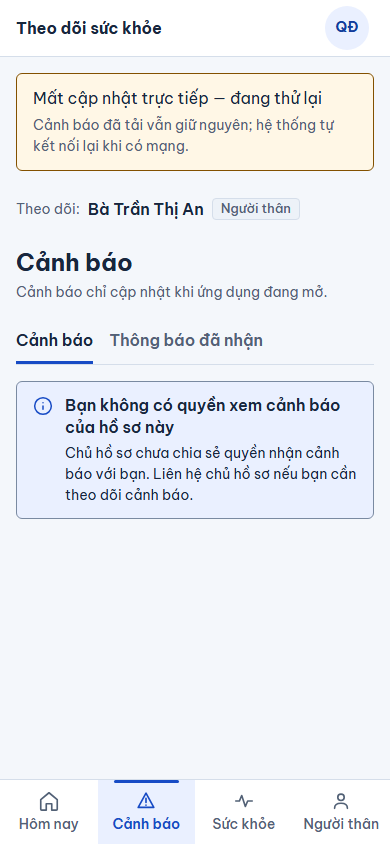 Theo dõi sức khỏe
QĐ
Mất cập nhật trực tiếp — đang thử lại
Cảnh báo đã tải vẫn giữ nguyên; hệ thống tự
kết nối lại khi có mạng.
Theo dõi: Bà Trần Thị An Người thân
Cảnh báo
Cảnh báo chỉ cập nhật khi ứng dụng đang mở.
Cảnh báo Thông báo đã nhận
Bạn không có quyền xem cảnh báo
của hồ sơ này
Chủ hồ sơ chưa chia sẻ quyền nhận cảnh
báo với bạn. Liên hệ chủ hồ sơ nếu bạn cần
theo dõi cảnh báo.
Hôm nay Cảnh báo Sức khỏe Người thân